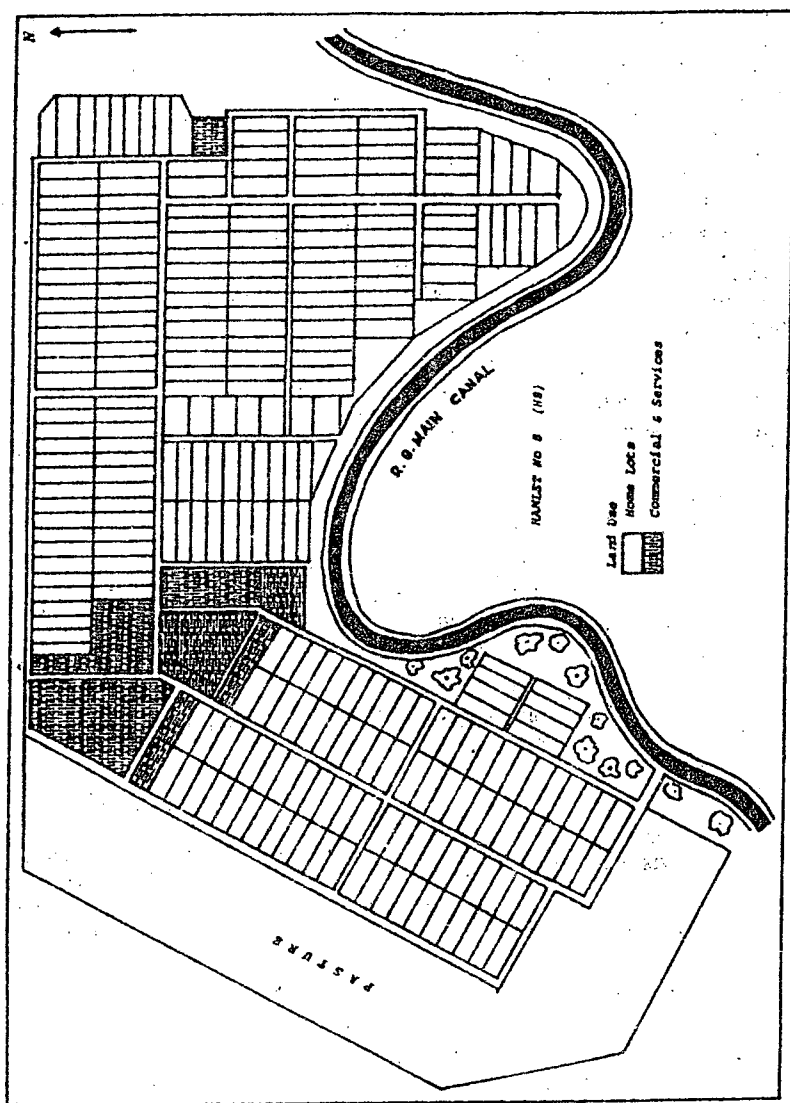 N
R. B. MAIN CANAL
HAMLET No 8 (H8)
Land Use
Home Lots :
Commercial & Services
PASTURE